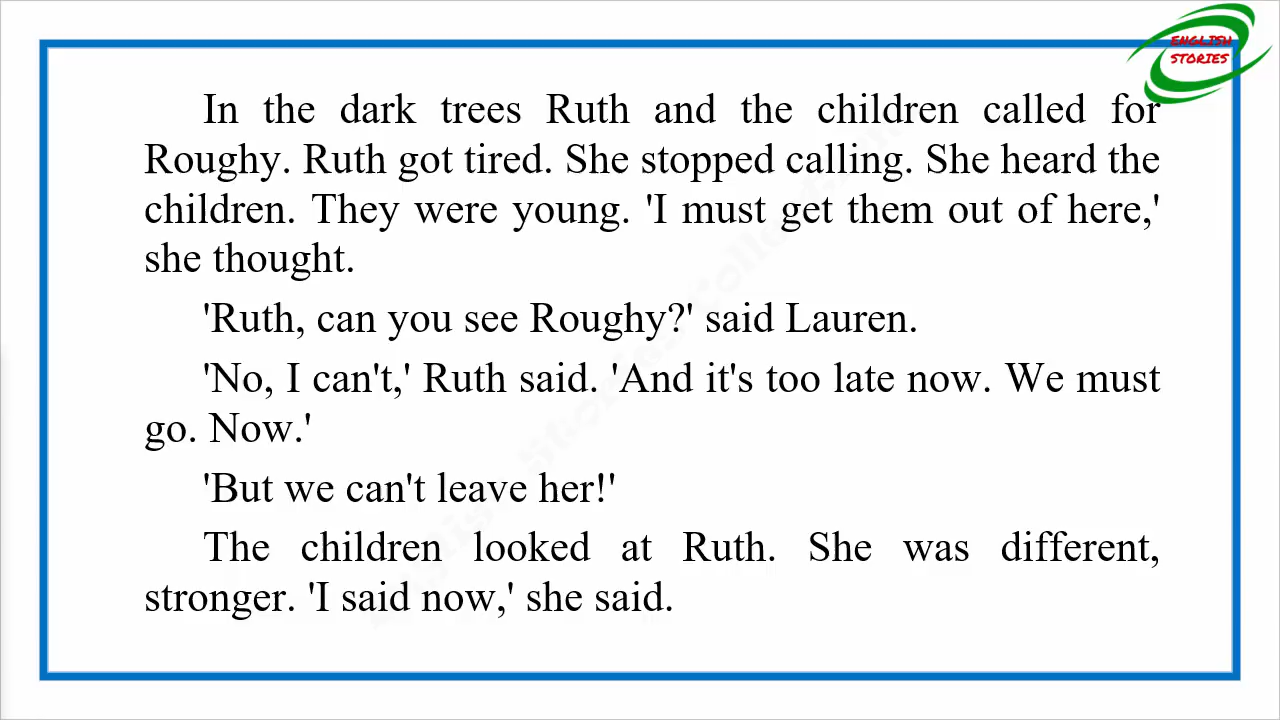 ENGLISH
STORIES
In the dark trees Ruth and the children called for
Roughy. Ruth got tired. She stopped calling. She heard the
children. They were young. 'I must get them out of here,'
she thought.
'Ruth, can you see Roughy?' said Lauren.
'No, I can't,' Ruth said. 'And it's too late now. We must
go. Now.'
'But we can't leave her!'
The children looked at Ruth. She was different,
stronger. 'I said now,' she said.